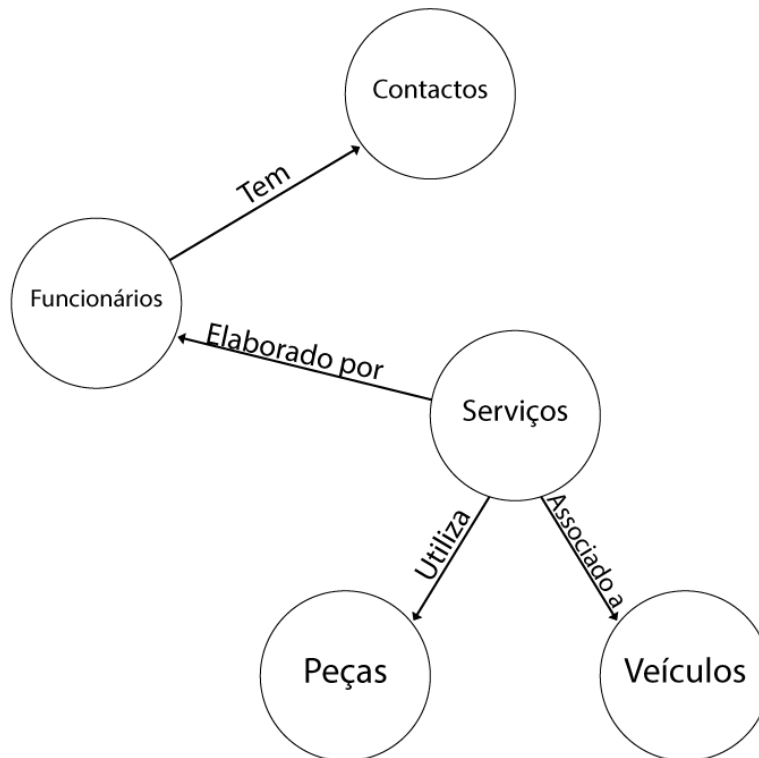 Contactos
Tem
Funcionários
Elaborado por
Serviços
Utiliza
Associado a
Peças
Veículos